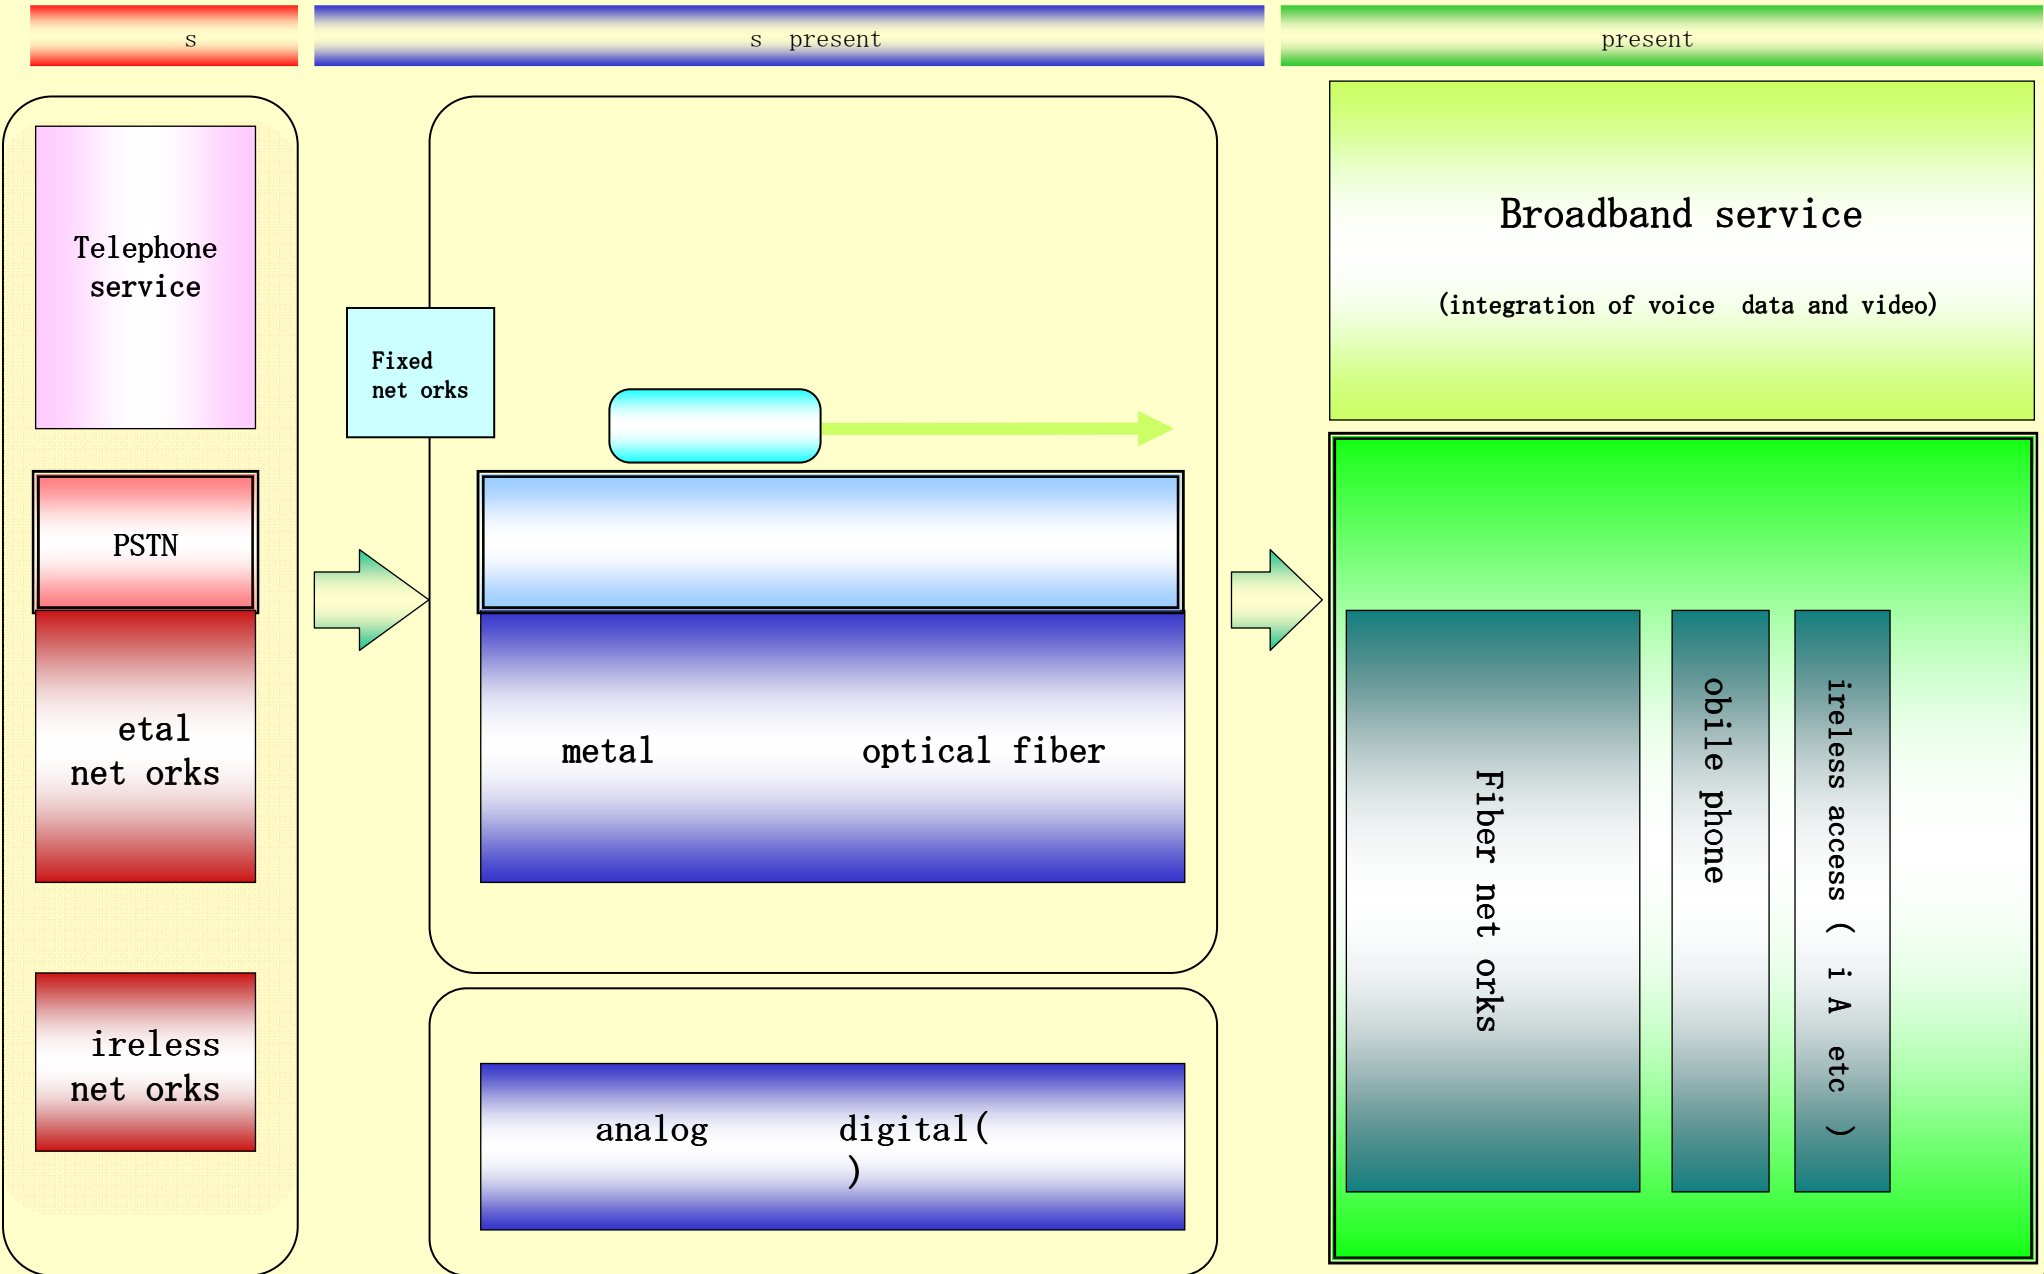 s
s present
present
Telephone
service
PSTN
etal
net orks
ireless
net orks
Fixed
net orks
metal optical fiber
analog digital(
)
Broadband service
(integration of voice data and video)
Fiber net orks
obile phone
ireless access ( i A etc )